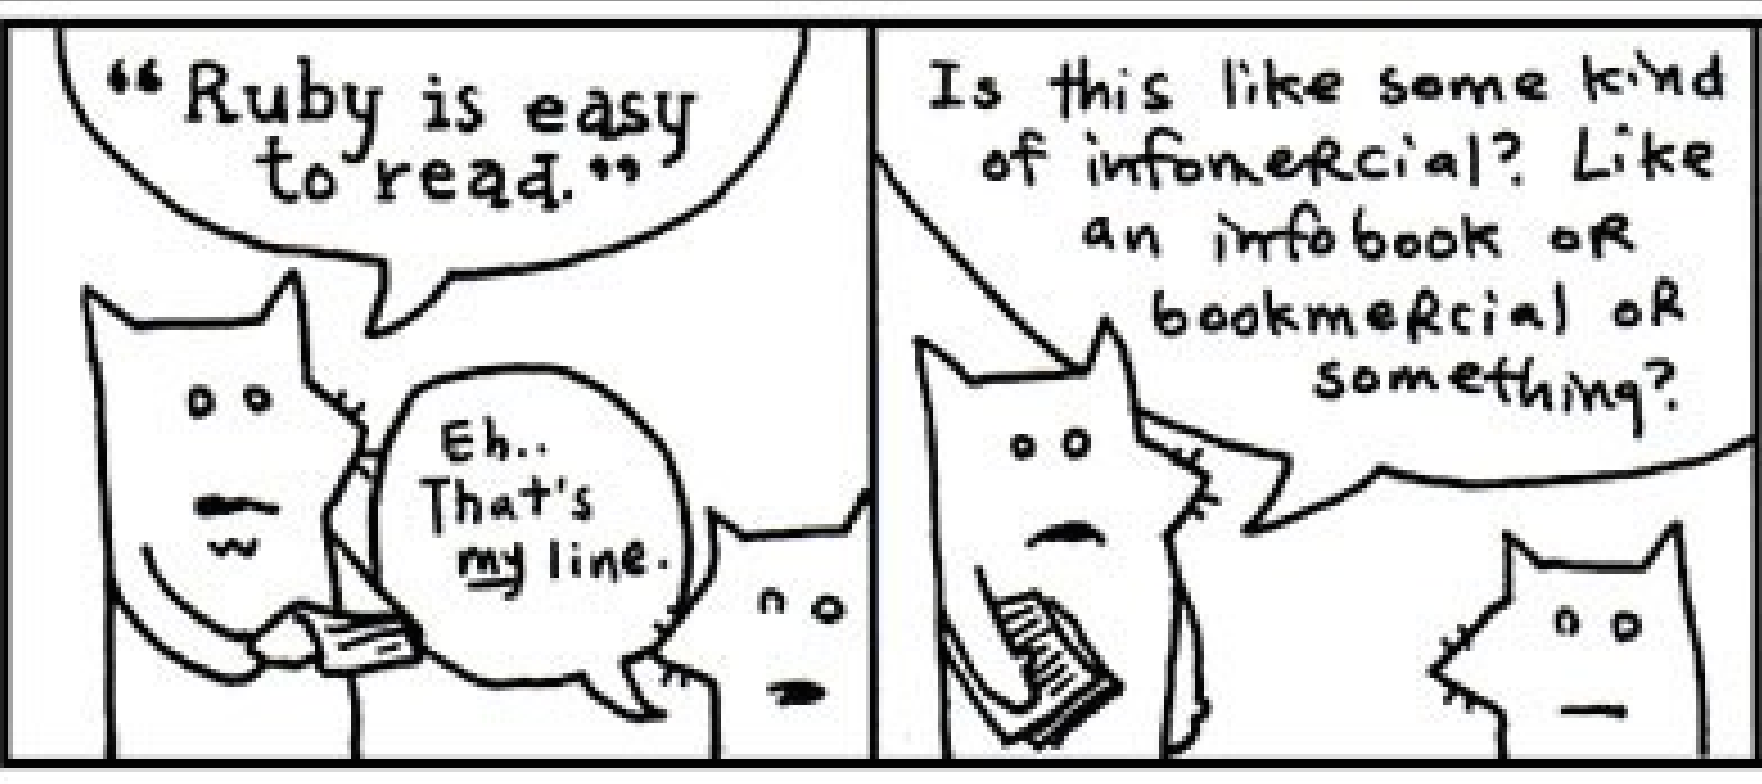 “Ruby is easy
to read.”
Eh..
That's
my line.
Is this like some kind
of infomercial? Like
an infobook or
bookmercial or
something?